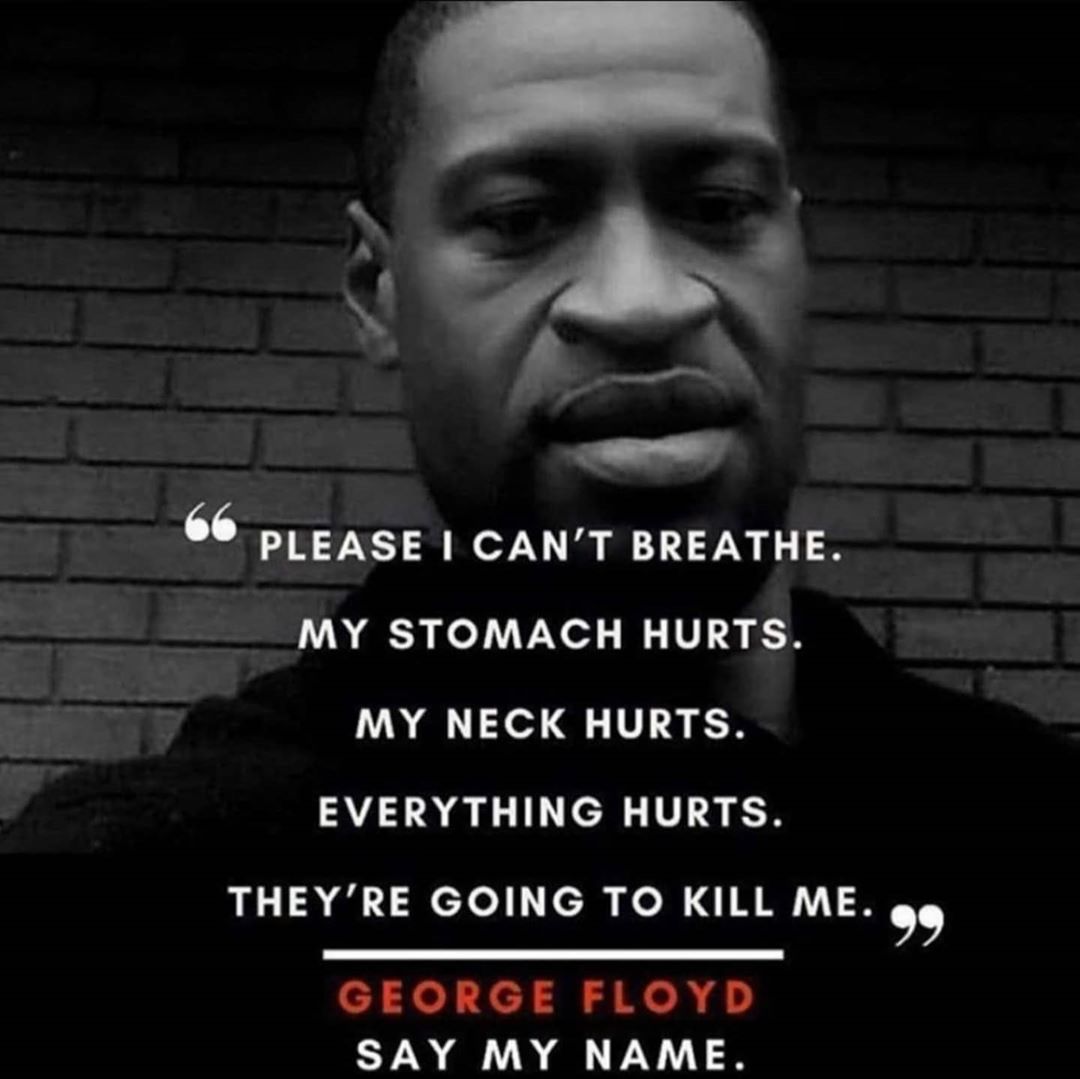 “ PLEASE I CAN’T BREATHE.
MY STOMACH HURTS.
MY NECK HURTS.
EVERYTHING HURTS.
THEY’RE GOING TO KILL ME. ”
GEORGE FLOYD
SAY MY NAME.